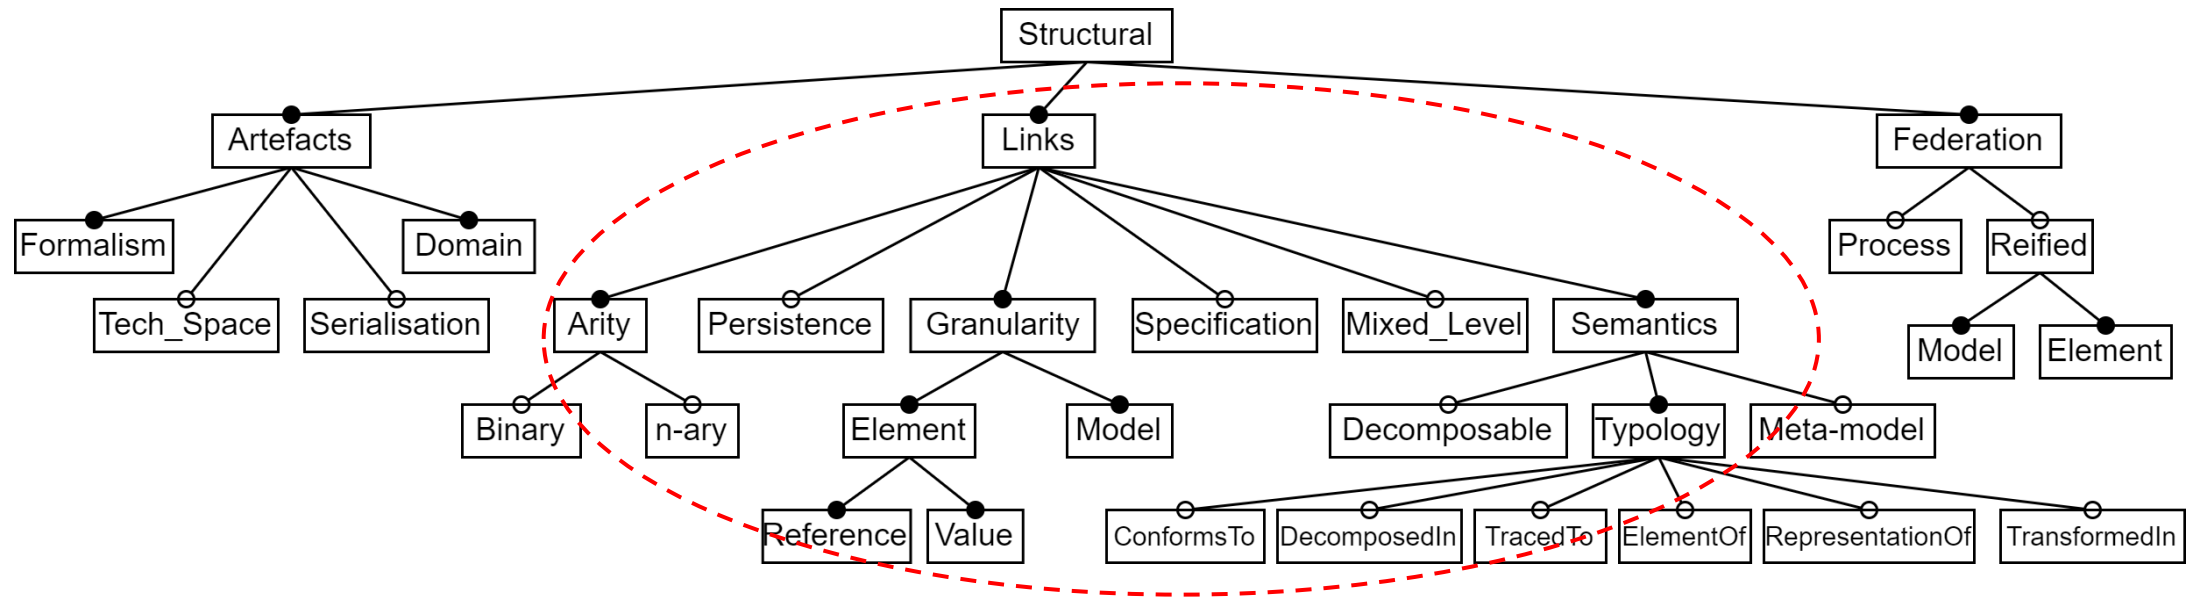 Structural
Artefacts
Links
Federation
Formalism
Domain
Process
Reified
Tech_Space
Serialisation
Arity
Persistence
Granularity
Specification
Mixed_Level
Semantics
Model
Element
Binary
n-ary
Element
Model
Decomposable
Typology
Meta-model
Reference
Value
ConformsTo
DecomposedIn
TracedTo
ElementOf
RepresentationOf
TransformedIn